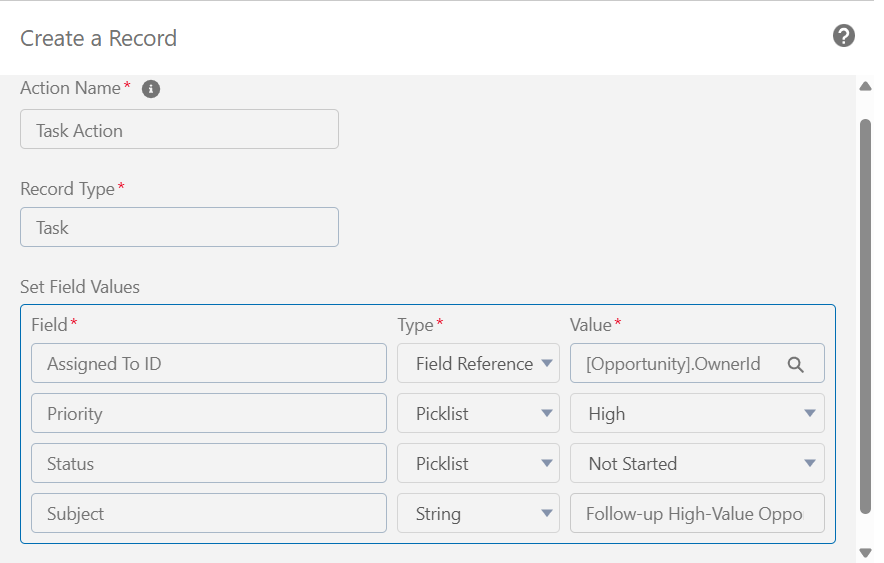 Create a Record
Action Name*
Task Action
Record Type*
Task
Set Field Values
Field* Type* Value*
Assigned To ID Field Reference [Opportunity].OwnerId
Priority Picklist High
Status Picklist Not Started
Subject String Follow-up High-Value Oppo